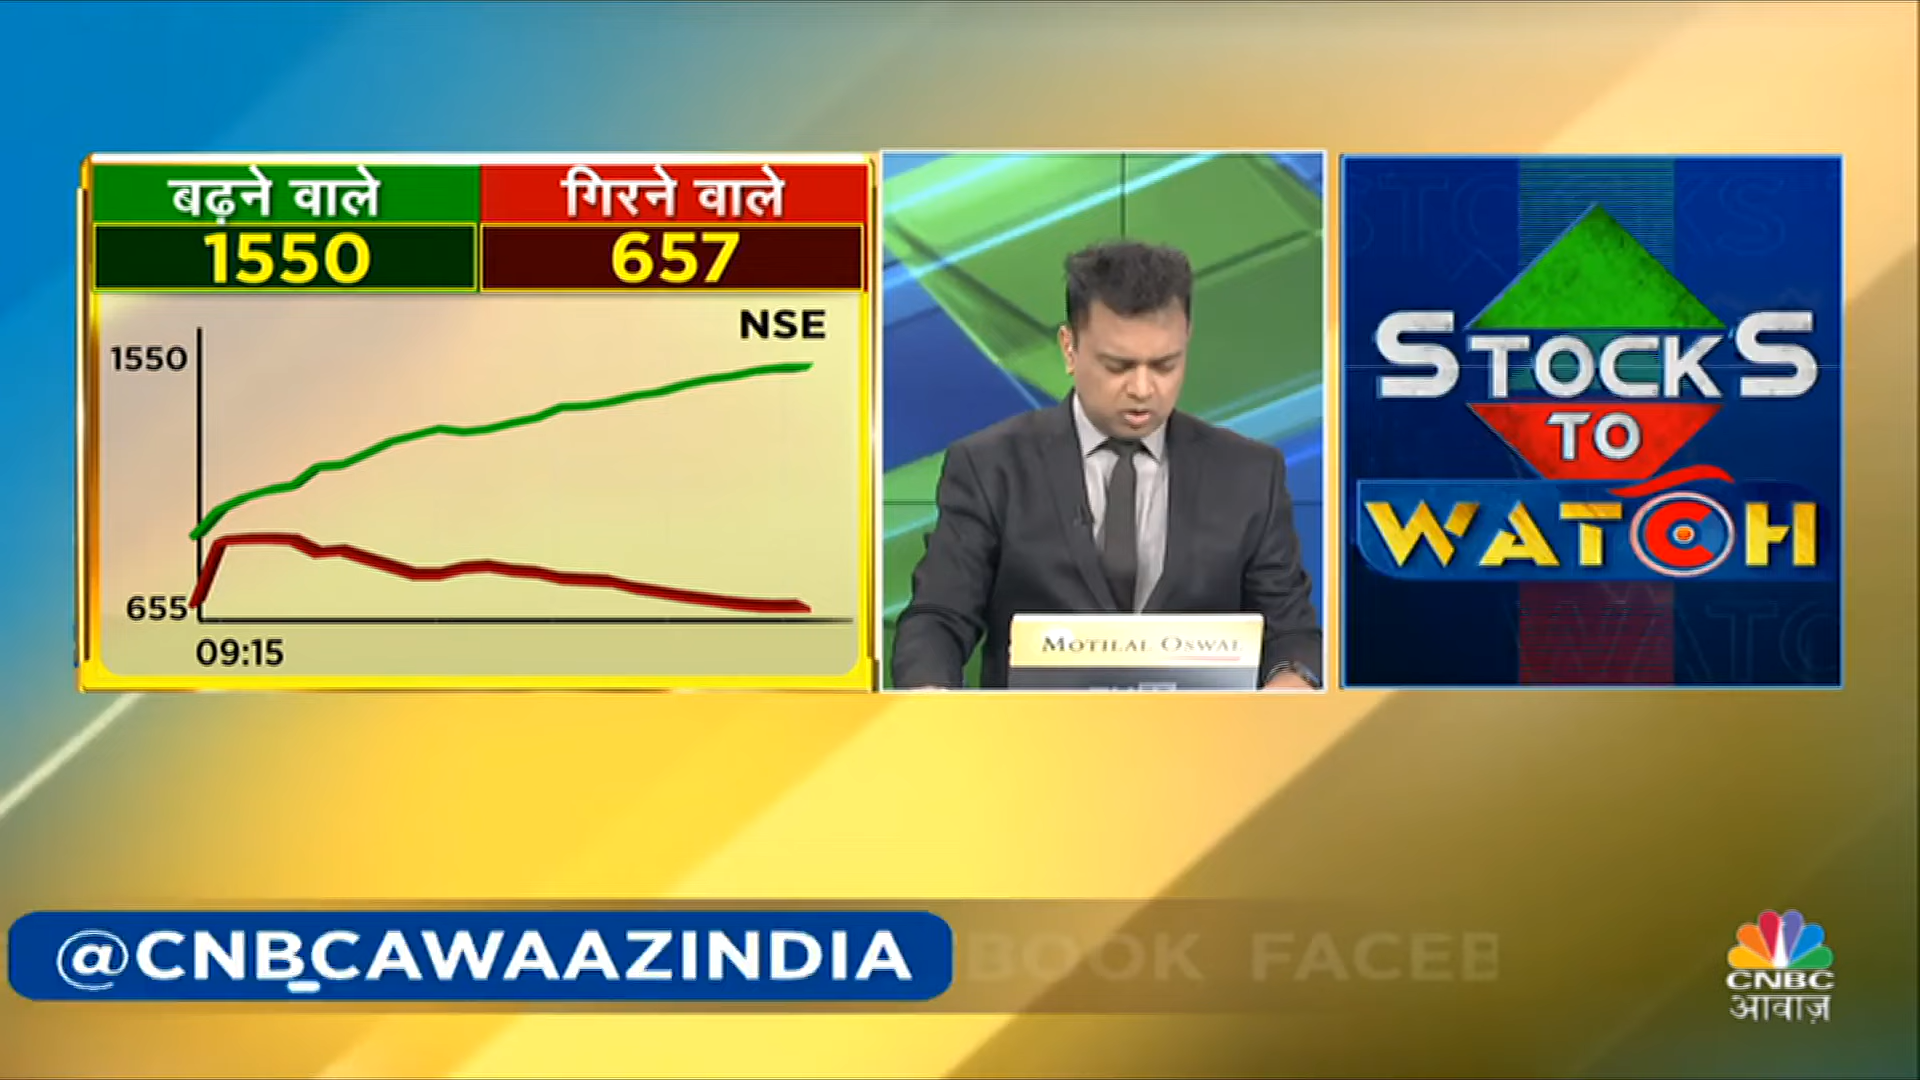 बढ़ने वाले
गिरने वाले
1550
657
NSE
1550
655
09:15
MOTILAL OSWAL
STOCKS
TO
WATCH
@CNBCAWAAZINDIA
BOOK FACEB
CNBC
आवाज़